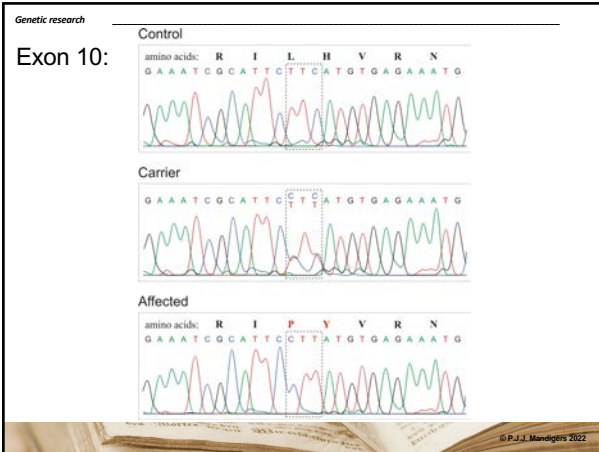 Genetic research
Exon 10:
Control
amino acids: R I L H V R N
G A A A T C G C A T T C T T C A T G T G A G A A A T G
Carrier
G A A A T C G C A T T C C T C A T G T G A G A A A T G
T T
Affected
amino acids: R I P Y V R N
G A A A T C G C A T T C C T T A T G T G A G A A A T G
© P.J.J. Mandigers 2022